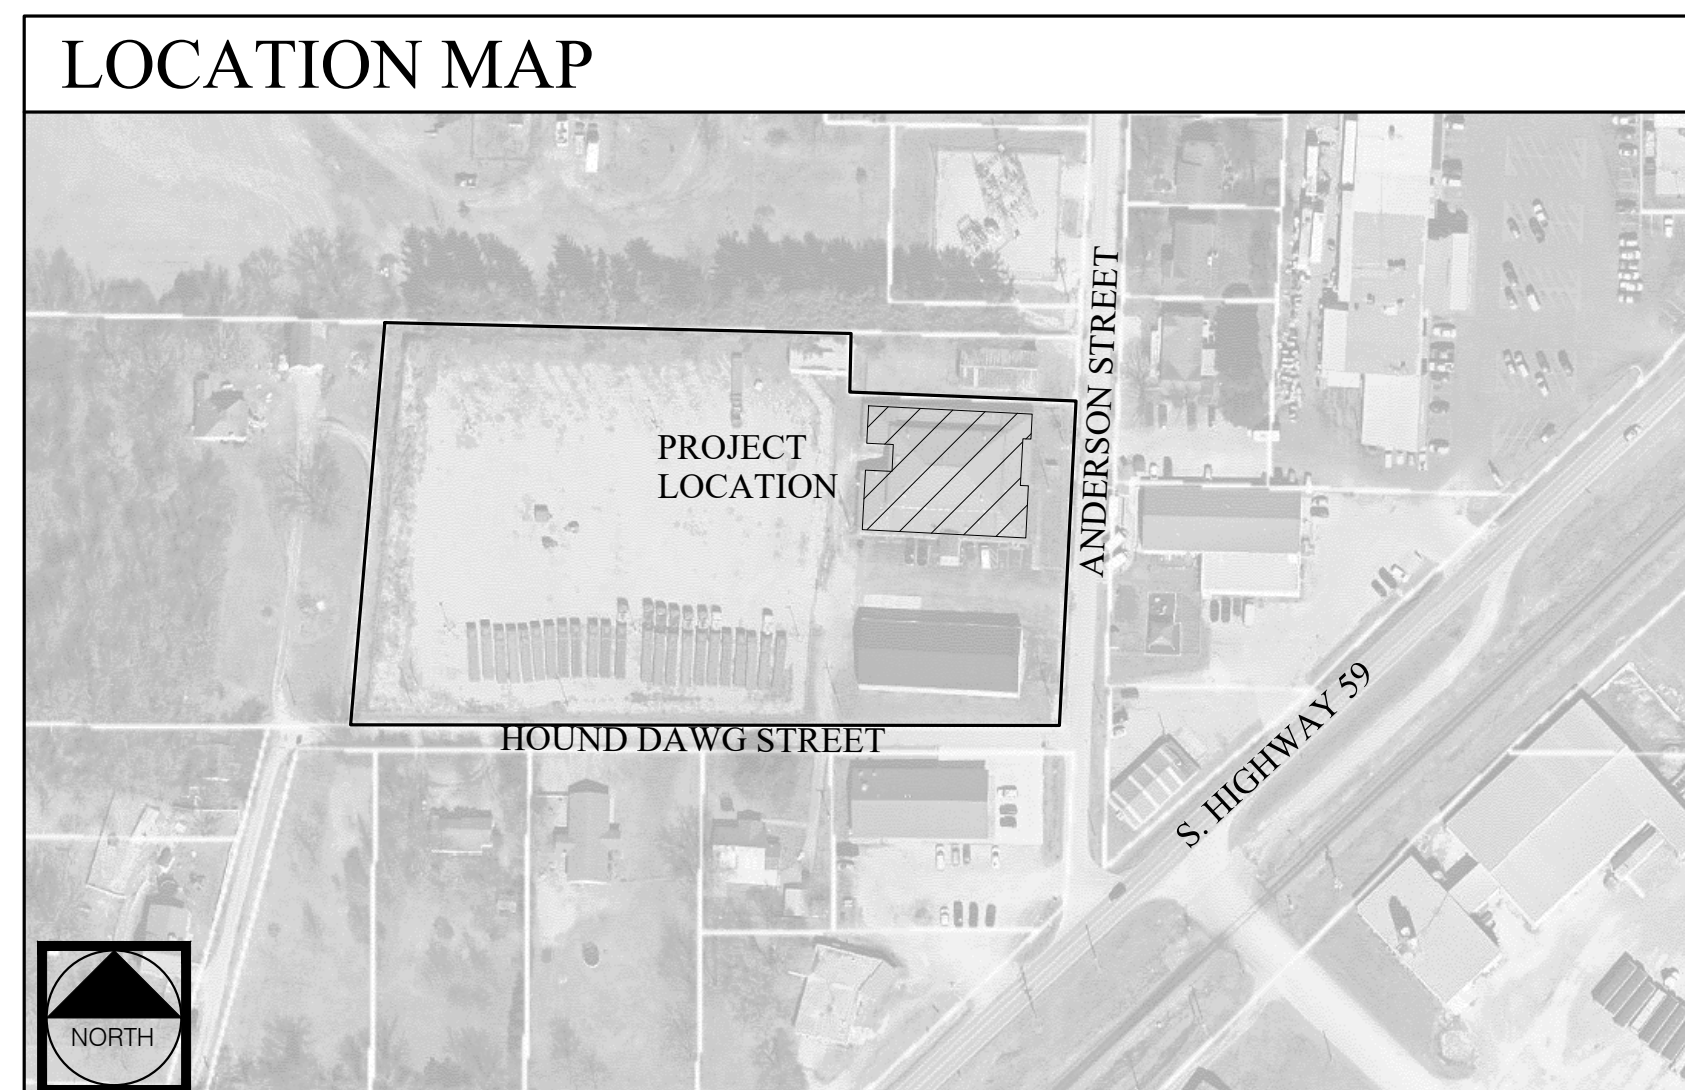 LOCATION MAP
ANDERSON STREET
PROJECT
LOCATION
HOUND DAWG STREET
S. HIGHWAY 59
NORTH